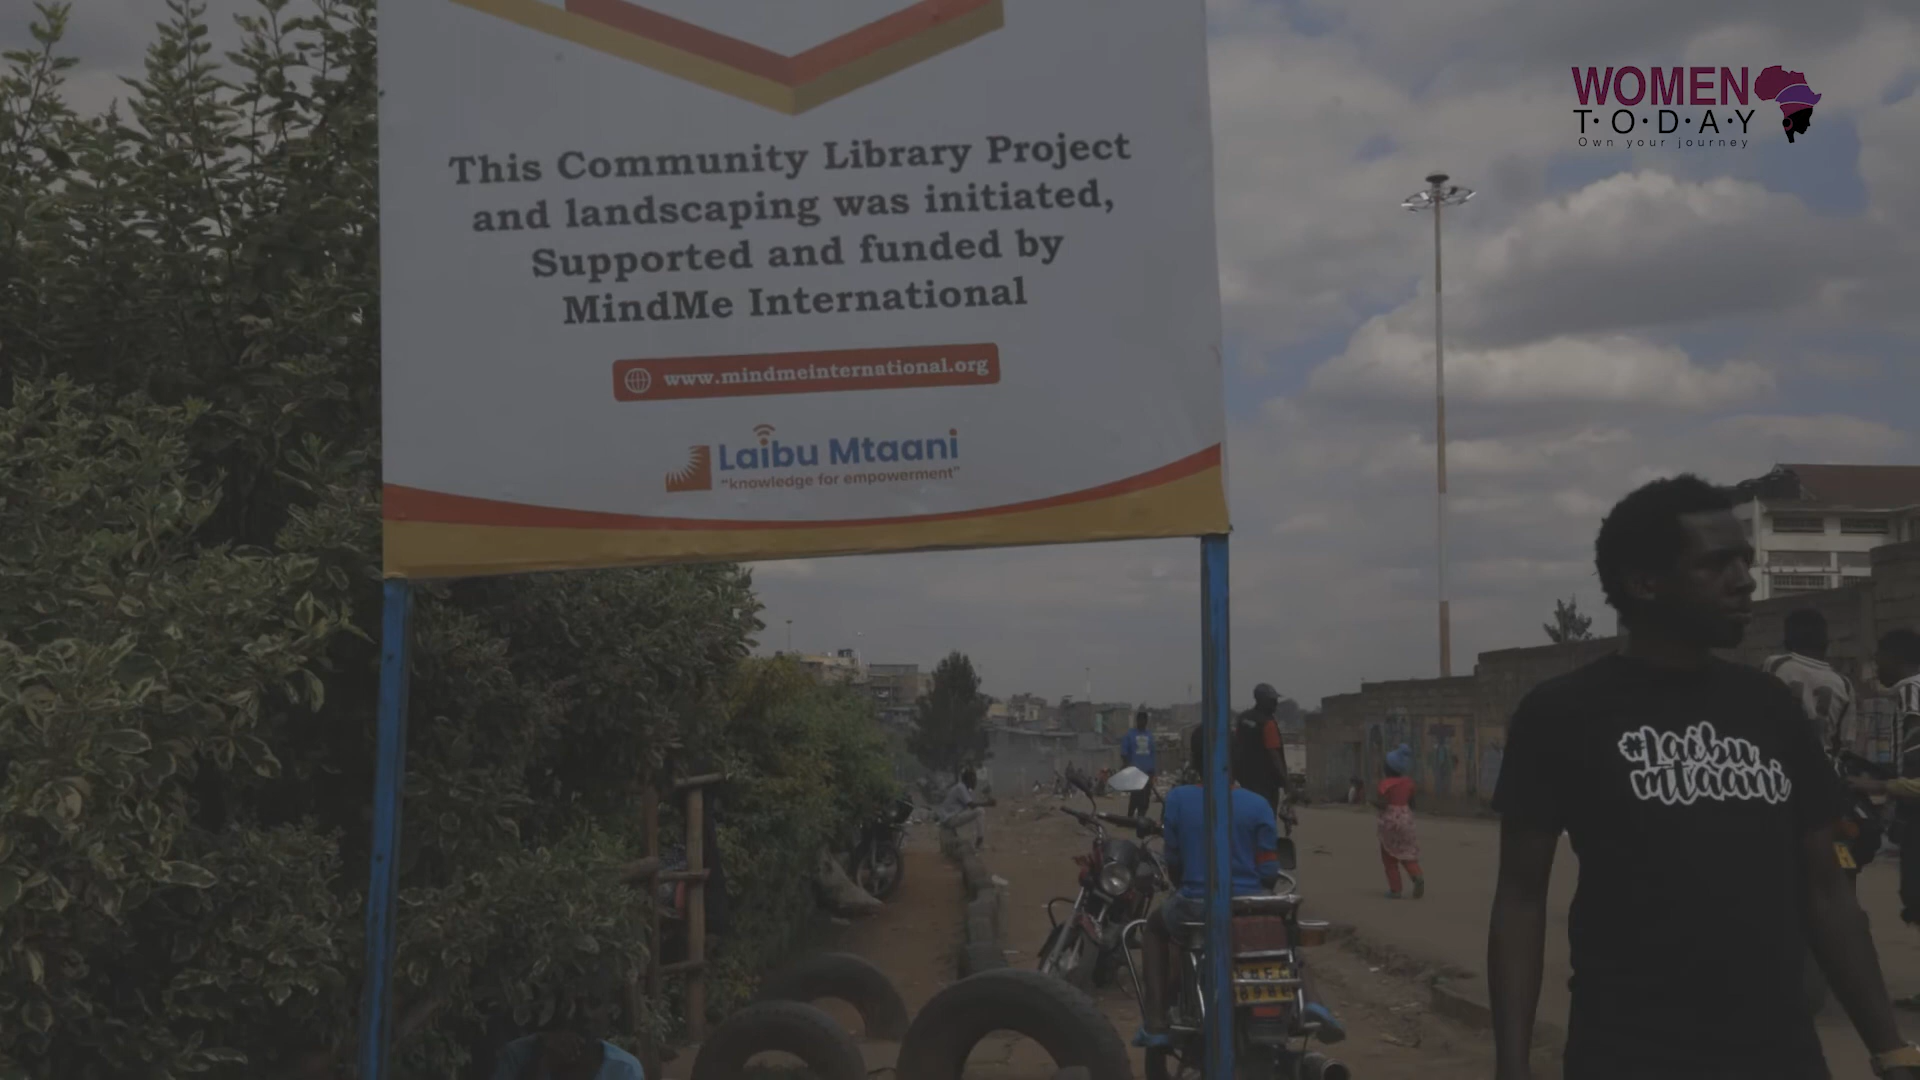 WOMEN
T·O·D·A·Y
Own your journey
This Community Library Project
and landscaping was initiated,
Supported and funded by
MindMe International
www.mindmeinternational.org
Laibu Mtaani
"knowledge for empowerment"
#Laibu
mtaani